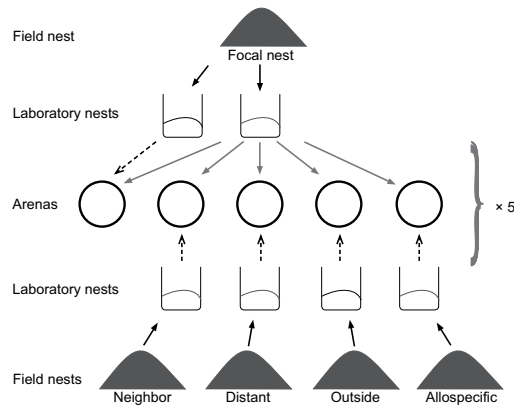 Field nest
Focal nest
Laboratory nests
Arenas
× 5
Laboratory nests
Field nests
Neighbor Distant Outside Allospecific